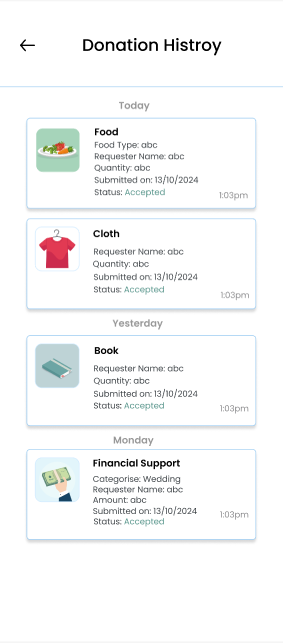 Donation Histroy
Today
Food
Food Type: abc
Requester Name: abc
Quantity: abc
Submitted on: 13/10/2024
Status: Accepted
1:03pm
Cloth
Requester Name: abc
Quantity: abc
Submitted on: 13/10/2024
Status: Accepted
1:03pm
Yesterday
Book
Requester Name: abc
Quantity: abc
Submitted on: 13/10/2024
Status: Accepted
1:03pm
Monday
Financial Support
Categorise: Wedding
Requester Name: abc
Amount: abc
Submitted on: 13/10/2024
Status: Accepted
1:03pm